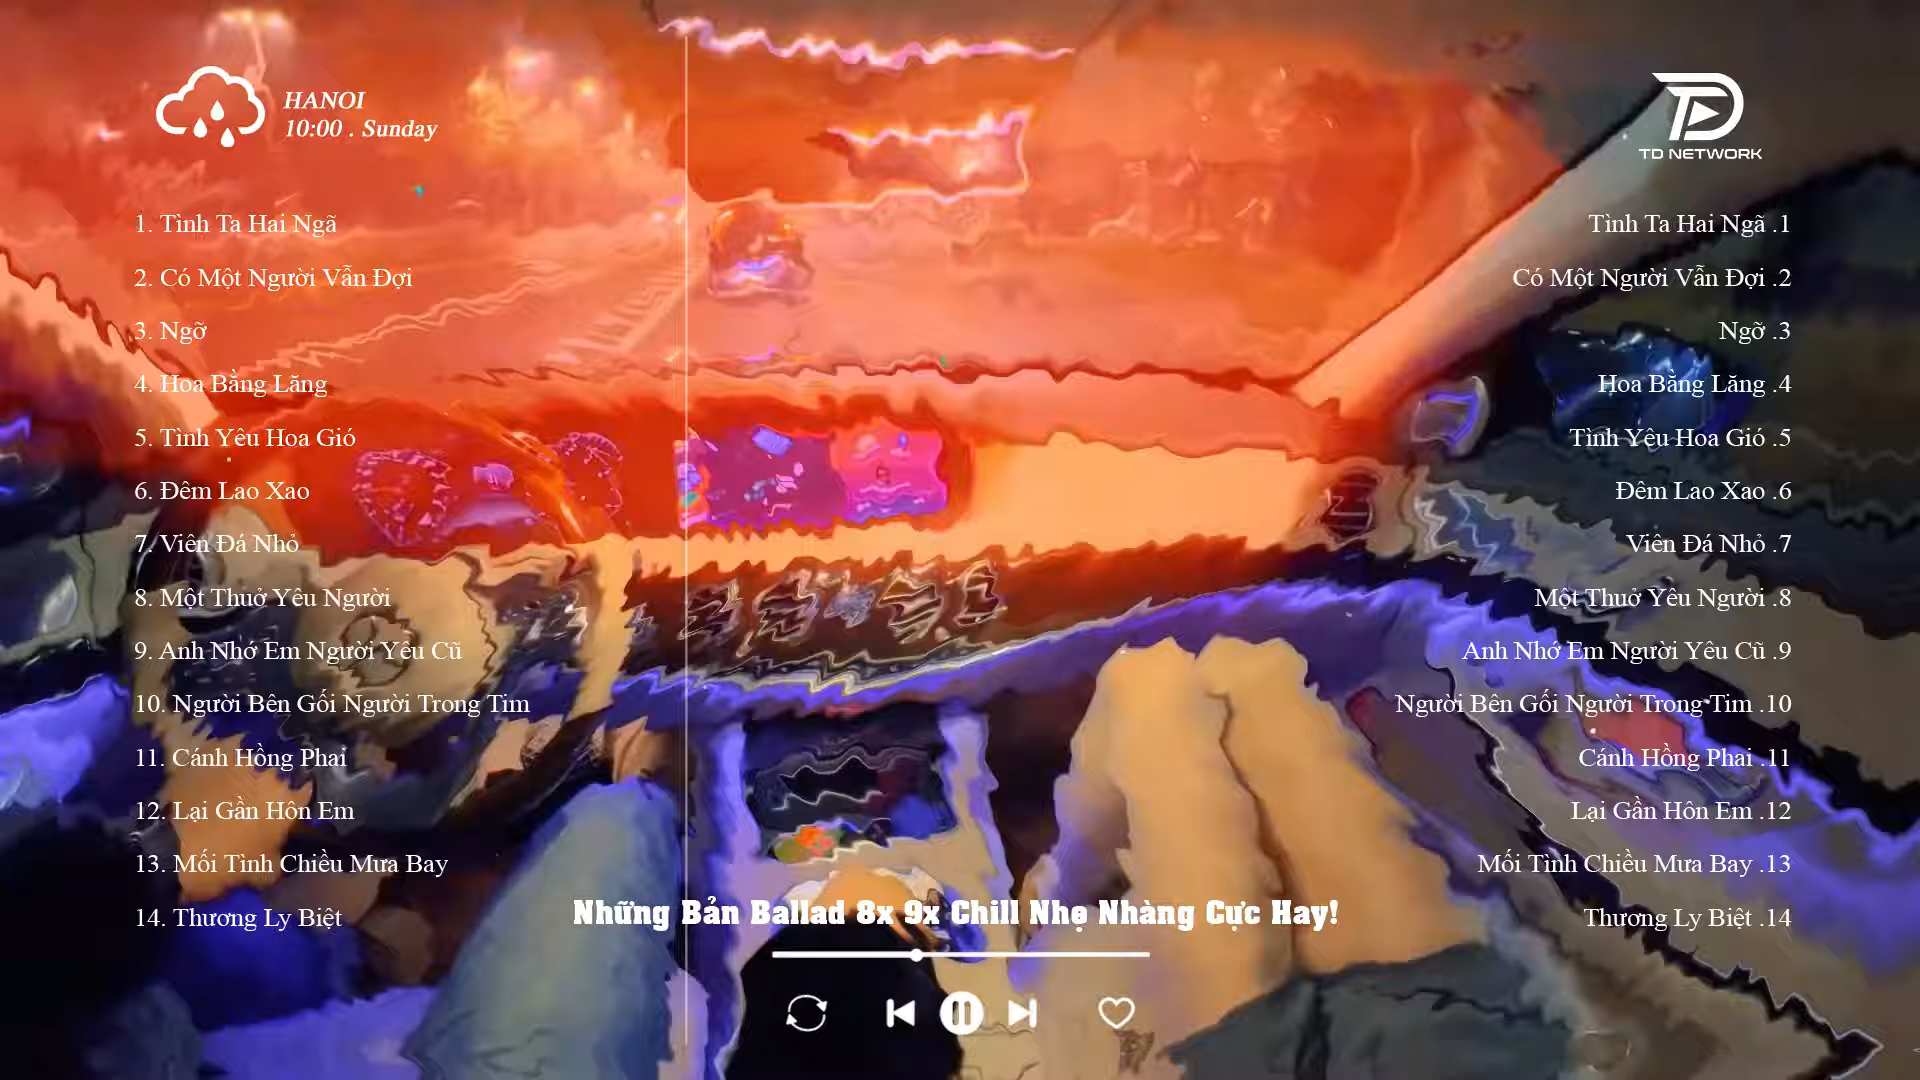 HANOI
10:00 . Sunday
TD NETWORK
1. Tình Ta Hai Ngã
2. Có Một Người Vẫn Đợi
3. Ngỡ
4. Hoa Bằng Lăng
5. Tình Yêu Hoa Gió
6. Đêm Lao Xao
7. Viên Đá Nhỏ
8. Một Thuở Yêu Người
9. Anh Nhớ Em Người Yêu Cũ
10. Người Bên Gối Người Trong Tim
11. Cánh Hồng Phai
12. Lại Gần Hôn Em
13. Mối Tình Chiều Mưa Bay
14. Thương Ly Biệt
Tình Ta Hai Ngã .1
Có Một Người Vẫn Đợi .2
Ngỡ .3
Hoa Bằng Lăng .4
Tình Yêu Hoa Gió .5
Đêm Lao Xao .6
Viên Đá Nhỏ .7
Một Thuở Yêu Người .8
Anh Nhớ Em Người Yêu Cũ .9
Người Bên Gối Người Trong Tim .10
Cánh Hồng Phai .11
Lại Gần Hôn Em .12
Mối Tình Chiều Mưa Bay .13
Thương Ly Biệt .14
Những Bản Ballad 8x 9x Chill Nhẹ Nhàng Cực Hay!